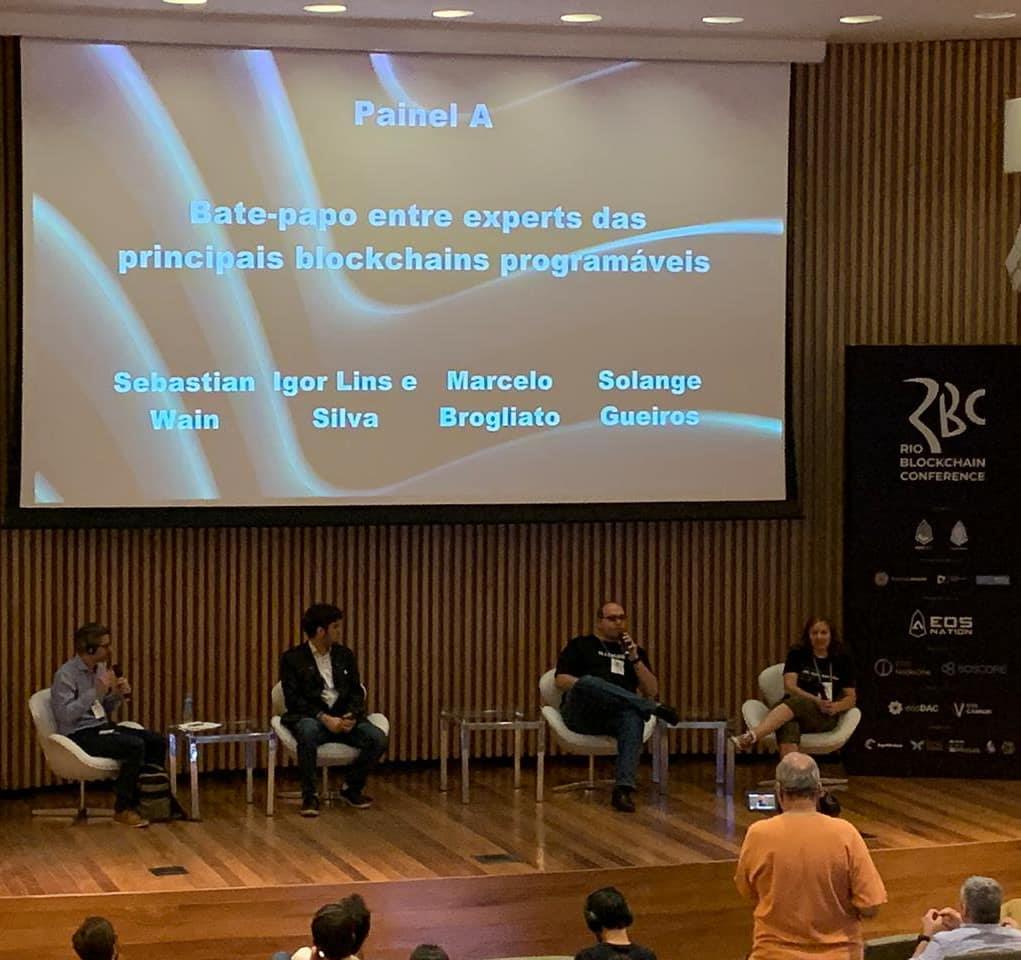 Painel A
Bate-papo entre experts das
principais blockchains programáveis
Sebastian Igor Lins e Marcelo Solange
Wain Silva Brogliato Gueiros
RBC
RIO
BLOCKCHAIN
CONFERENCE
EOS
NATION